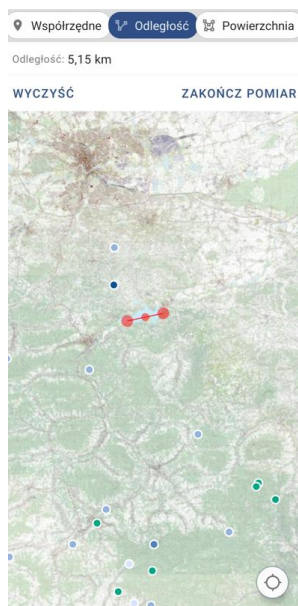 Współrzędne Odległość Powierzchnia
Odległość: 5,15 km
WYCZYŚĆ ZAKOŃCZ POMIAR